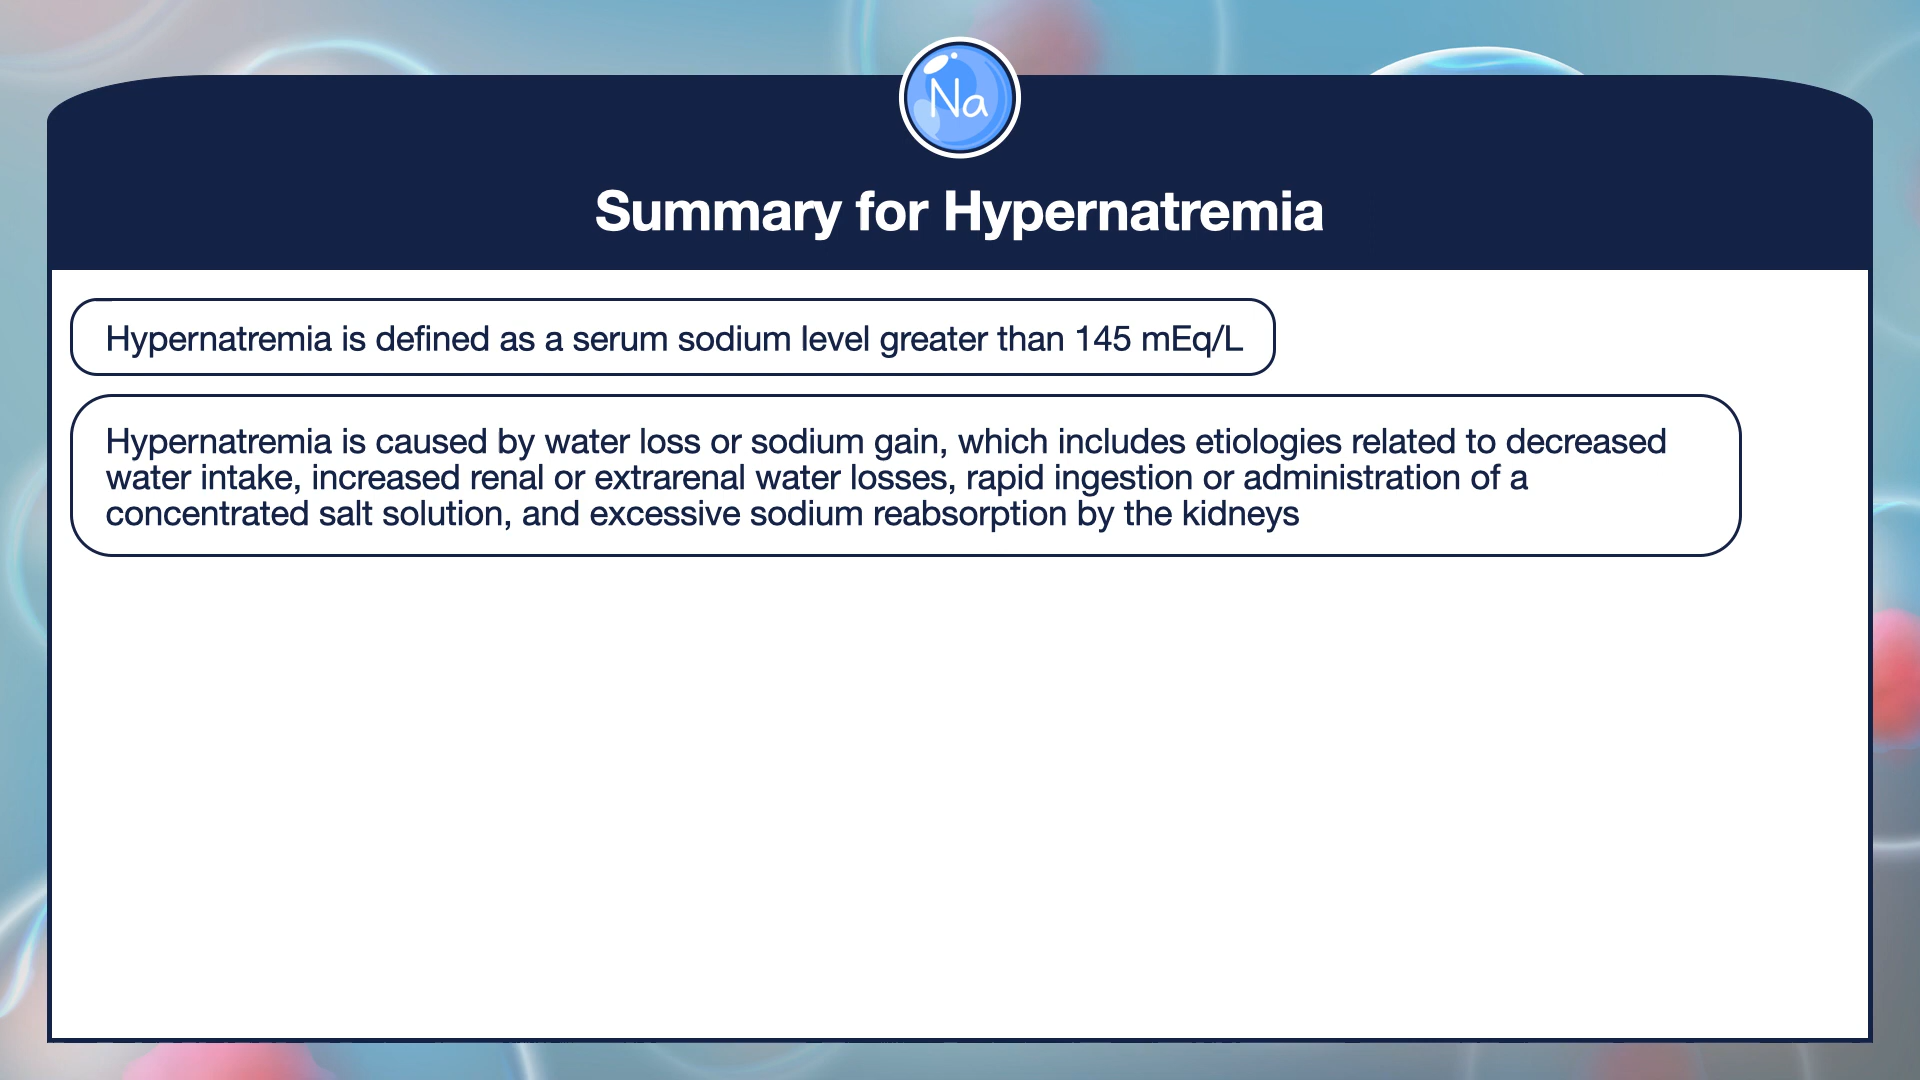 Na
Summary for Hypernatremia
Hypernatremia is defined as a serum sodium level greater than 145 mEq/L
Hypernatremia is caused by water loss or sodium gain, which includes etiologies related to decreased
water intake, increased renal or extrarenal water losses, rapid ingestion or administration of a
concentrated salt solution, and excessive sodium reabsorption by the kidneys